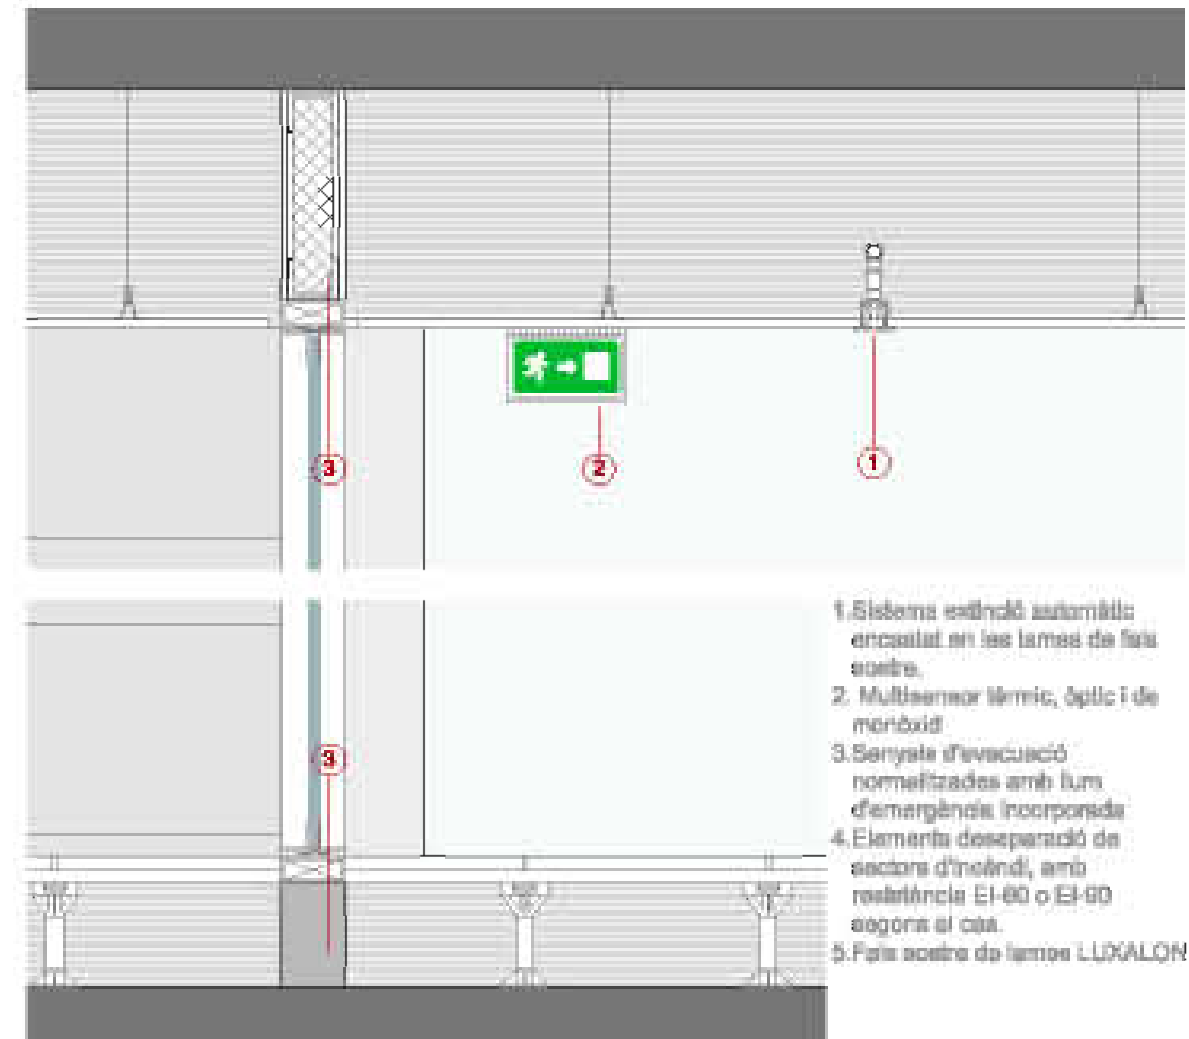 3
2
1
3
1.Sistema extinció automàtic
encastat en les lames de fals
sostre.
2. Multisensor tèrmic, òptic i de
monòxid
3.Senyals d'evacuació
normalitzades amb llum
d'emergència incorporada
4.Elements deseparació de
sectors d'incendi, amb
resistència EI-60 o EI-90
segons el cas.
5.Fals sostre de lames LUXALON